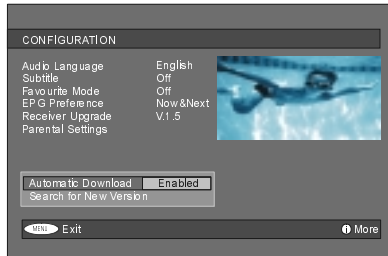 CONFIGURATION
Audio Language English
Subtitle Off
Favourite Mode Off
EPG Preference Now&Next
Receiver Upgrade V.1.5
Parental Settings
Automatic Download Enabled
Search for New Version
MENU Exit i More